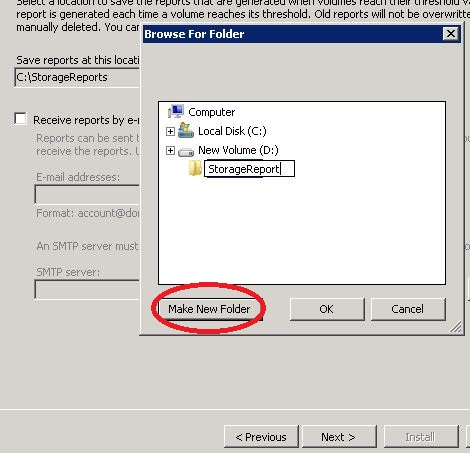 Select a location to save the reports that are generated when volumes reach their threshold va
report is generated each time a volume reaches its threshold. Old reports will not be overwritte
manually deleted. You can
Browse For Folder
Save reports at this locati
C:\StorageReports
Computer
Local Disk (C:)
New Volume (D:)
StorageReport
Receive reports by e-
Reports can be sent t
receive the reports.
E-mail addresses:
Format: account@do
An SMTP server must
SMTP server:
Make New Folder
OK
Cancel
< Previous
Next >
Install